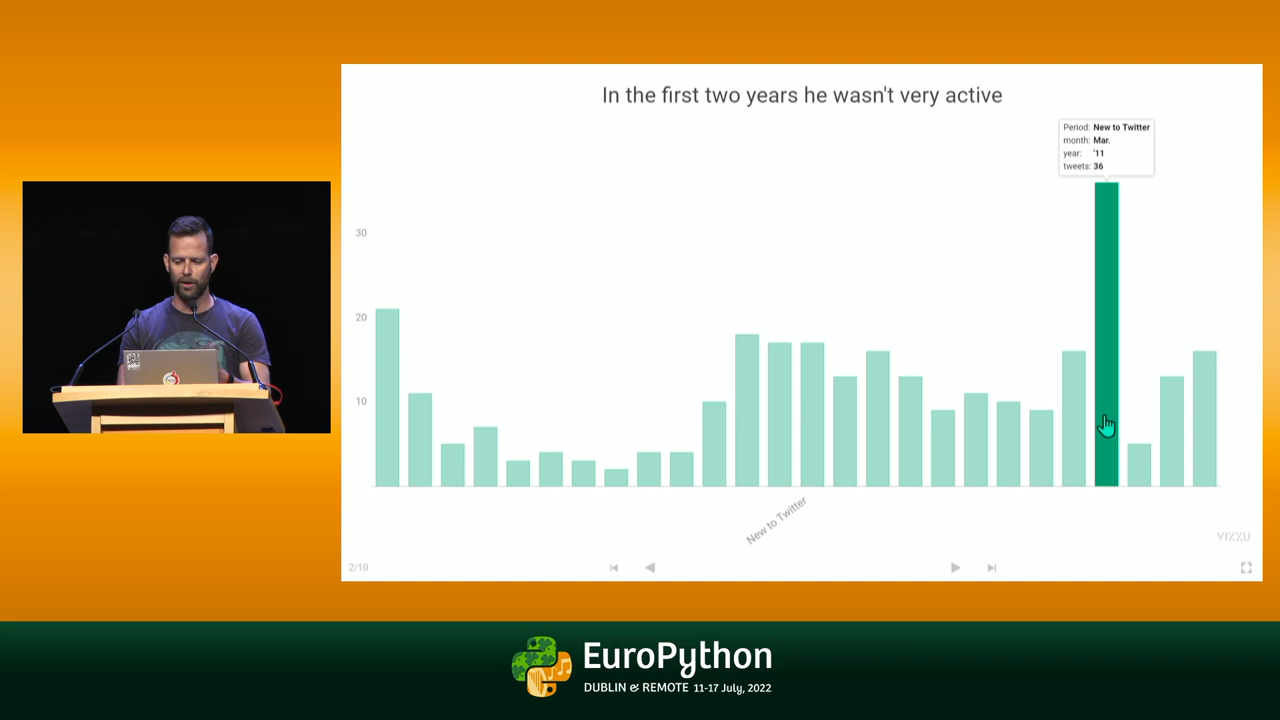 In the first two years he wasn't very active
Period: New to Twitter
month: Mar.
year: '11
tweets: 36
30
20
10
New to Twitter
VIZZU
2/19
EuroPython
DUBLIN & REMOTE 11-17 July, 2022